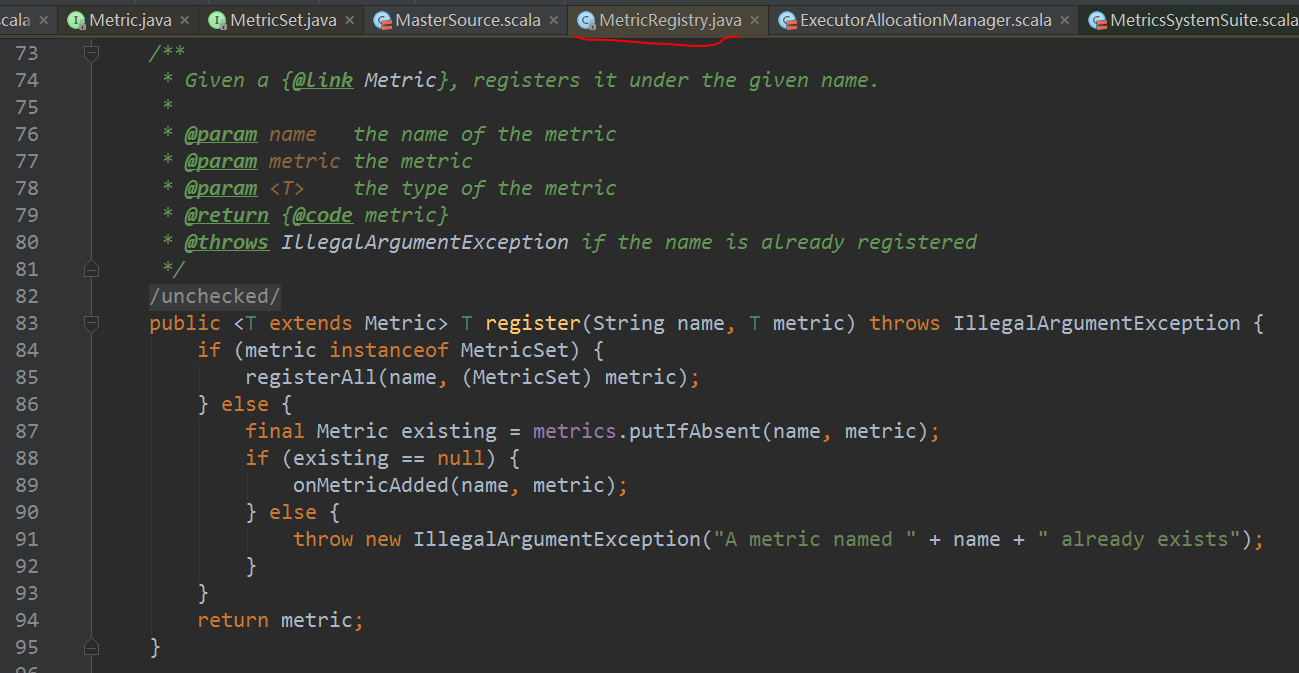 cala Metric.java MetricSet.java MasterSource.scala MetricRegistry.java ExecutorAllocationManager.scala MetricsSystemSuite.scala
73 /**
74 * Given a {@link Metric}, registers it under the given name.
75 *
76 * @param name the name of the metric
77 * @param metric the metric
78 * @param <T> the type of the metric
79 * @return {@code metric}
80 * @throws IllegalArgumentException if the name is already registered
81 */
82 /unchecked/
83 public <T extends Metric> T register(String name, T metric) throws IllegalArgumentException {
84 if (metric instanceof MetricSet) {
85 registerAll(name, (MetricSet) metric);
86 } else {
87 final Metric existing = metrics.putIfAbsent(name, metric);
88 if (existing == null) {
89 onMetricAdded(name, metric);
90 } else {
91 throw new IllegalArgumentException("A metric named " + name + " already exists");
92 }
93 }
94 return metric;
95 }
96